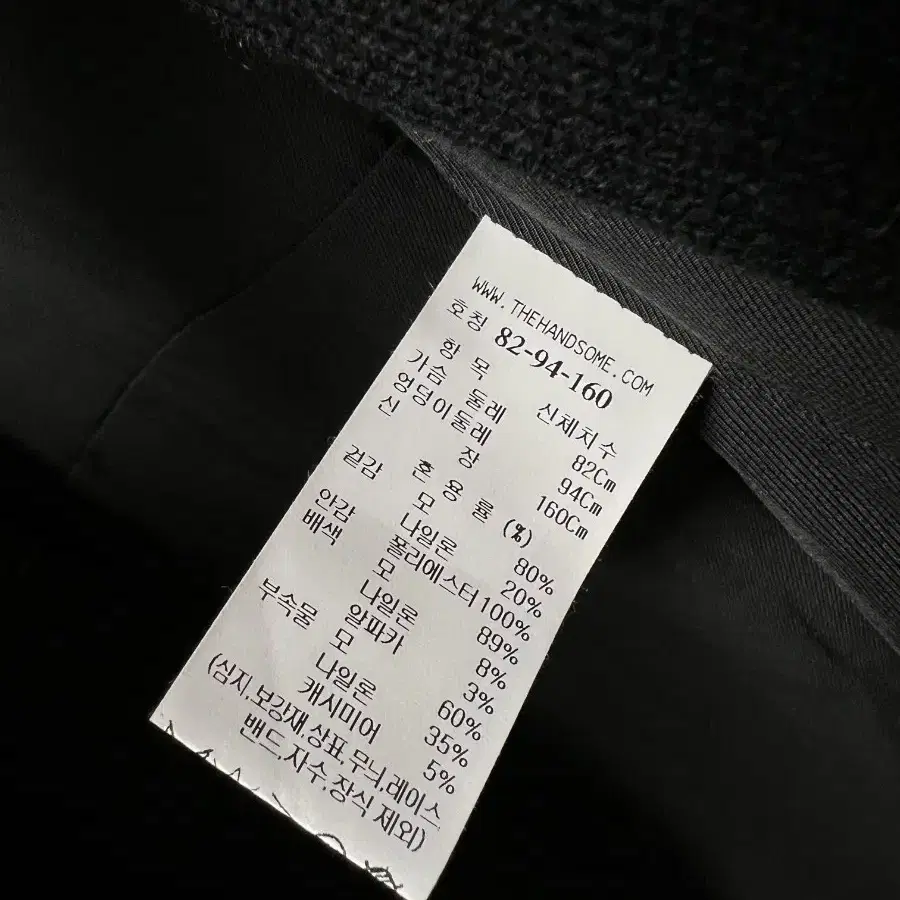 WWW.THEHANDSOME.COM
호칭 82-94-160
항 목 신체치수
가슴 둘레 82Cm
엉덩이둘레 94Cm
신 장 160Cm
혼 용 률 (%)
겉감 모 80%
나일론 20%
안감 폴리에스터 100%
배색 모 89%
나일론 8%
알파카 3%
부속물 모 60%
나일론 35%
캐시미어 5%
(심지,보강재,상표,무늬,레이스,
밴드,자수,장식 제외)